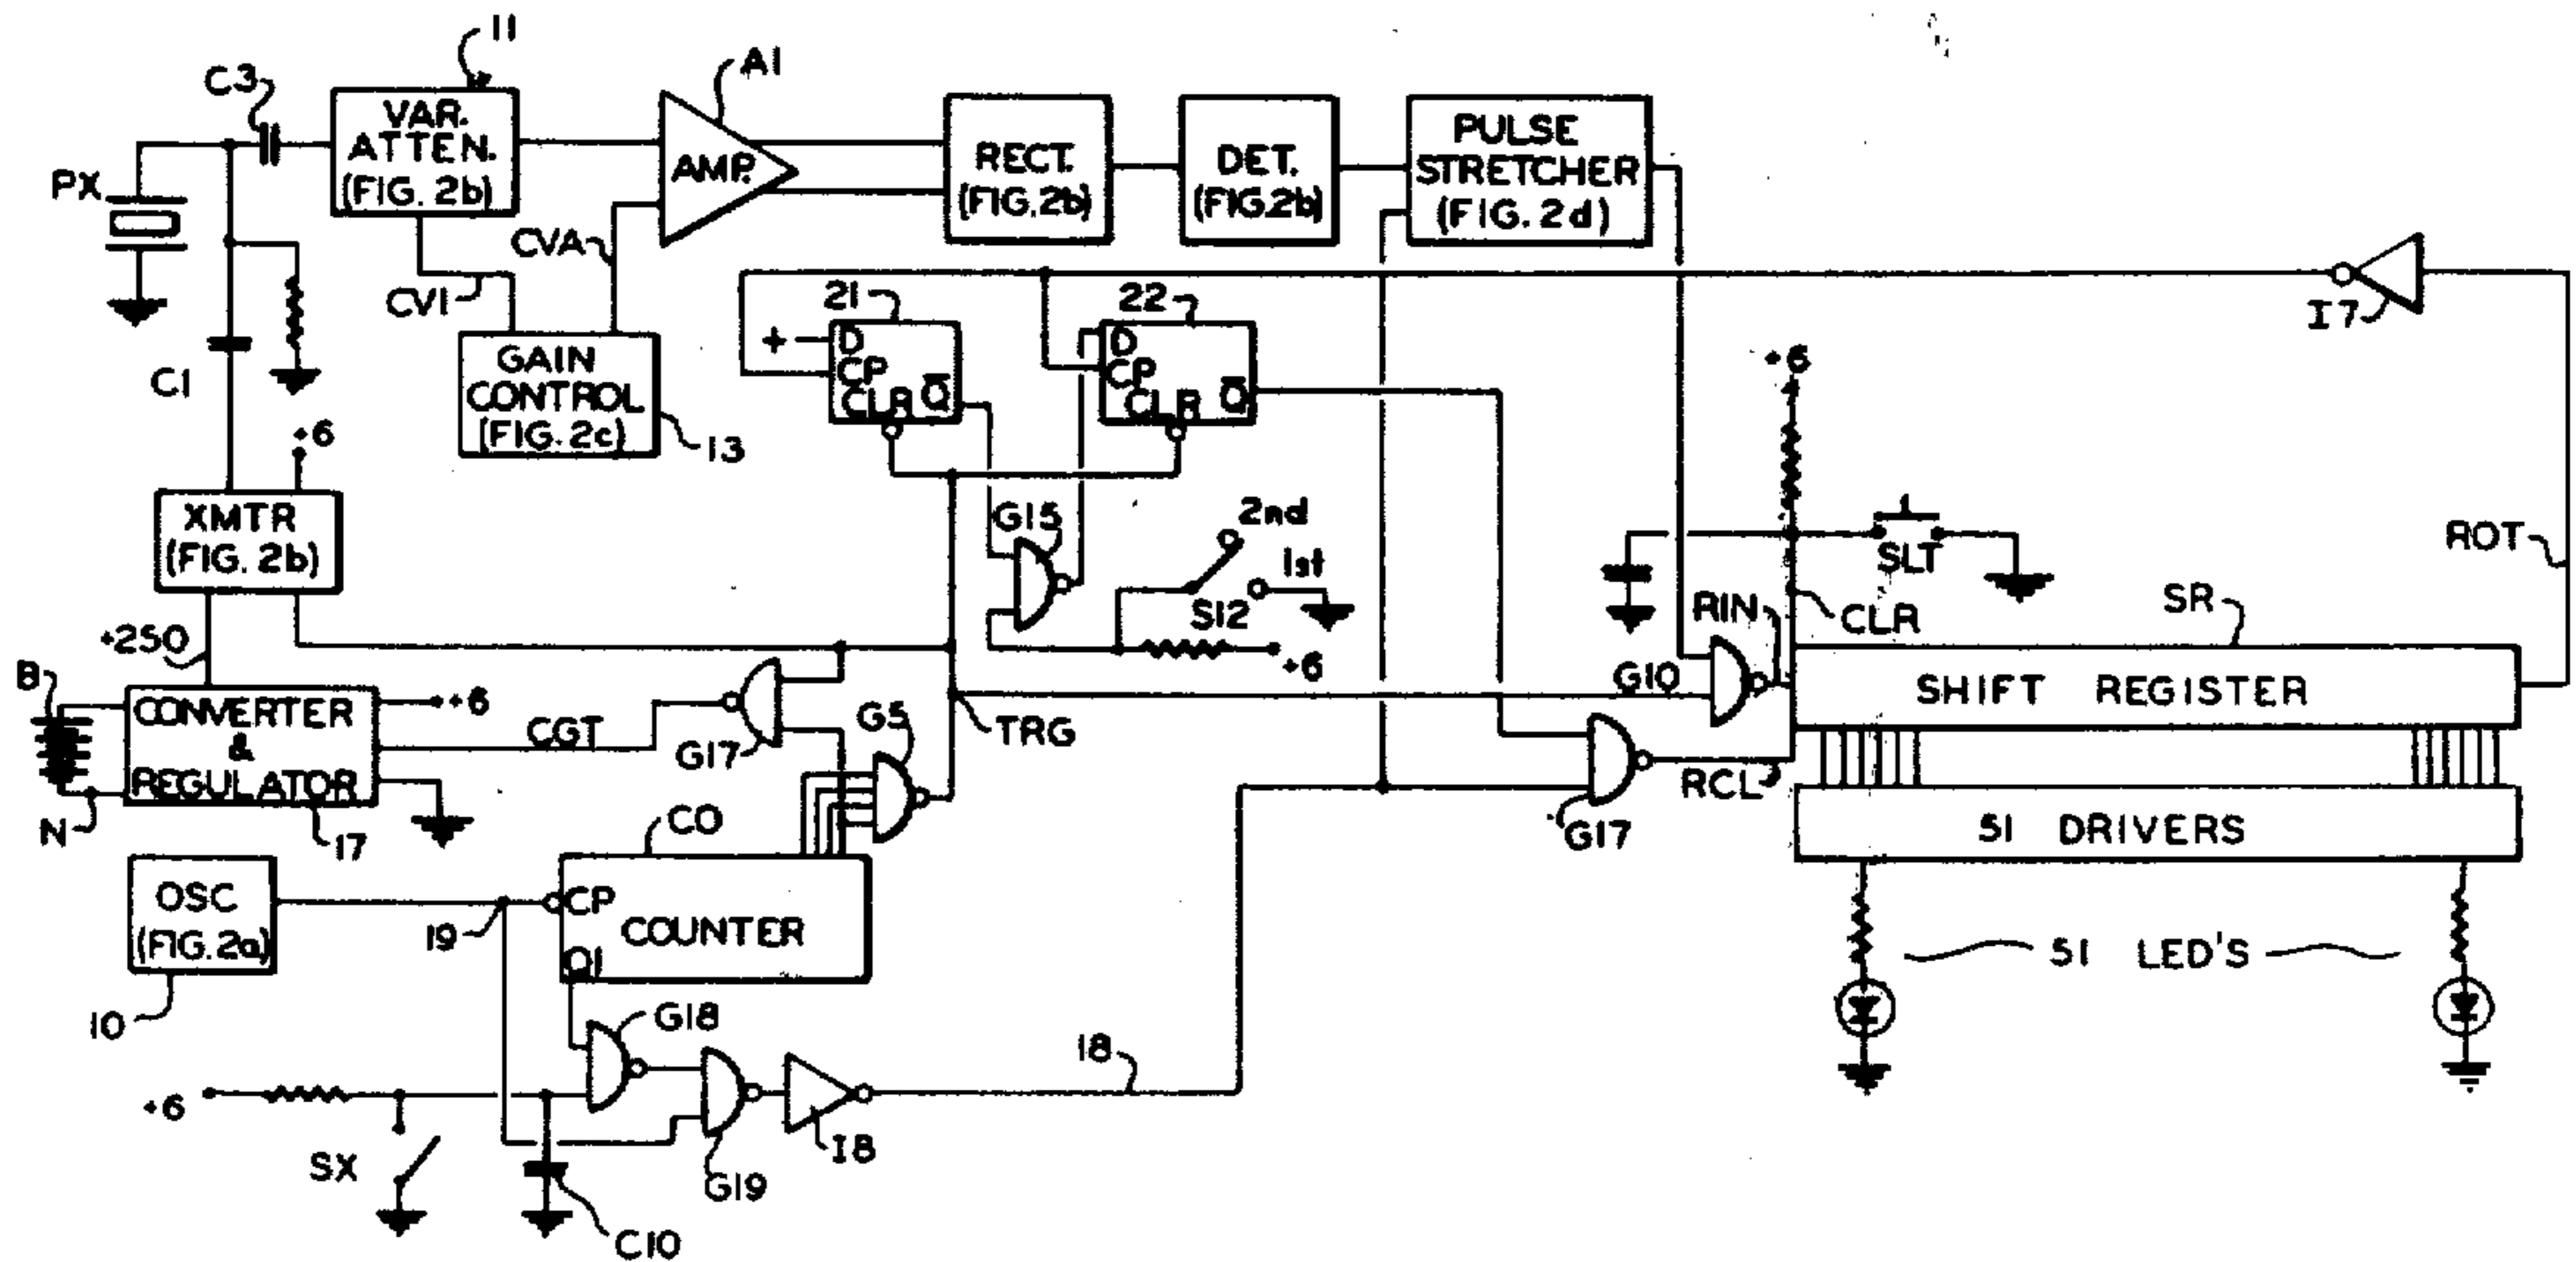 11
C3
A1
VAR.
ATTEN.
(FIG. 2b)
AMP.
RECT.
(FIG. 2b)
DET.
(FIG. 2b)
PULSE
STRETCHER
(FIG. 2d)
PX
CVA
CV1
21
22
I7
+ D
CP
CLR Q̅
D
CP
CLR Q̅
GAIN
CONTROL
(FIG. 2c)
13
C1
+6
+6
XMTR
(FIG. 2b)
G15
2nd
1st
S12
+6
SLT
ROT
RIN
CLR
SR
+250
B
CONVERTER
&
REGULATOR
+6
CGT
G17
G5
TRG
G10
SHIFT REGISTER
N
17
RCL
G17
51 DRIVERS
CO
OSC
(FIG. 2a)
10
19
CP
COUNTER
Q1
51 LED'S
G18
18
+6
SX
I8
G19
C10